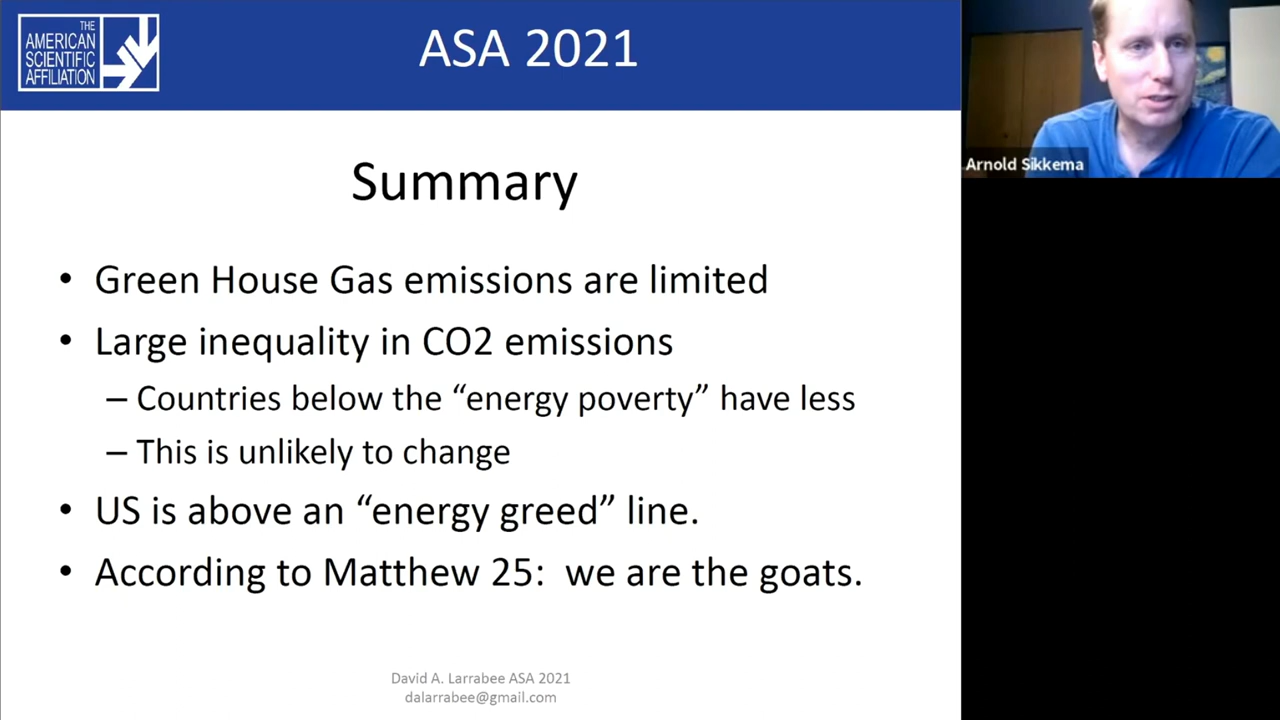 THE
AMERICAN
SCIENTIFIC
AFFILIATION
ASA 2021
Arnold Sikkema
Summary
• Green House Gas emissions are limited
• Large inequality in CO2 emissions
– Countries below the “energy poverty” have less
– This is unlikely to change
• US is above an “energy greed” line.
• According to Matthew 25:  we are the goats.
David A. Larrabee ASA 2021
dalarrabee@gmail.com